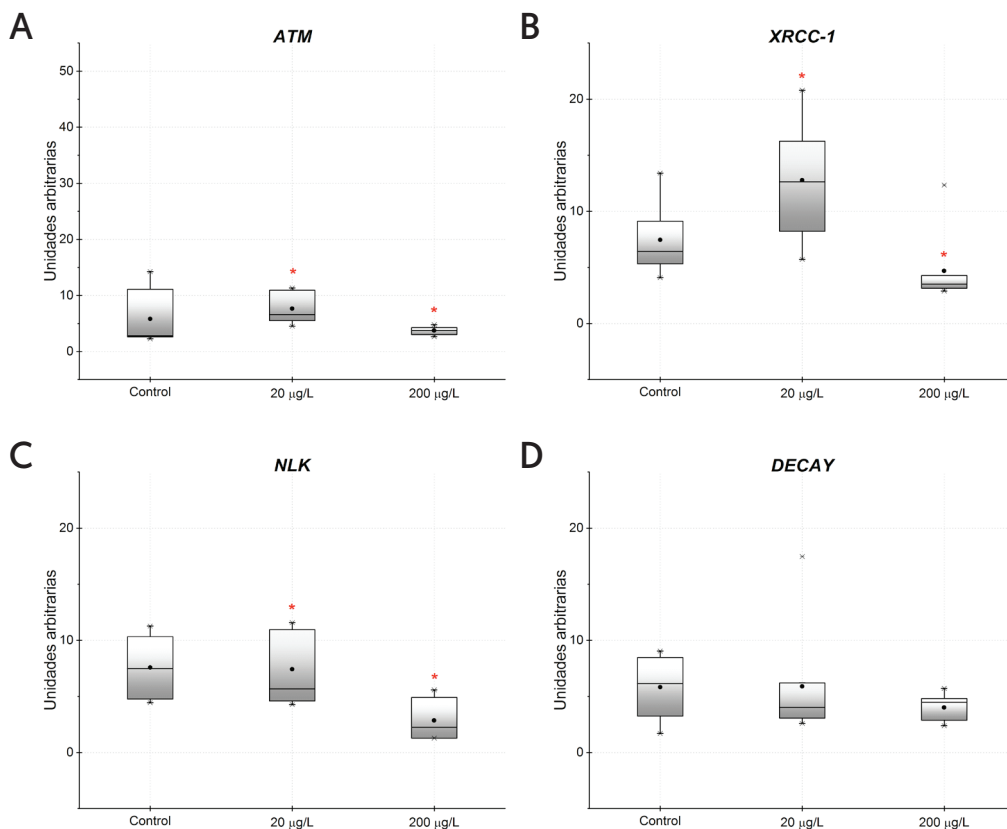 A
ATM
Unidades arbitrarias
50
40
30
20
10
0
Control
20 µg/L
200 µg/L
*
*
B
XRCC-1
Unidades arbitrarias
20
10
0
Control
20 µg/L
200 µg/L
*
*
C
NLK
Unidades arbitrarias
20
10
0
Control
20 µg/L
200 µg/L
*
*
D
DECAY
Unidades arbitrarias
20
10
0
Control
20 µg/L
200 µg/L